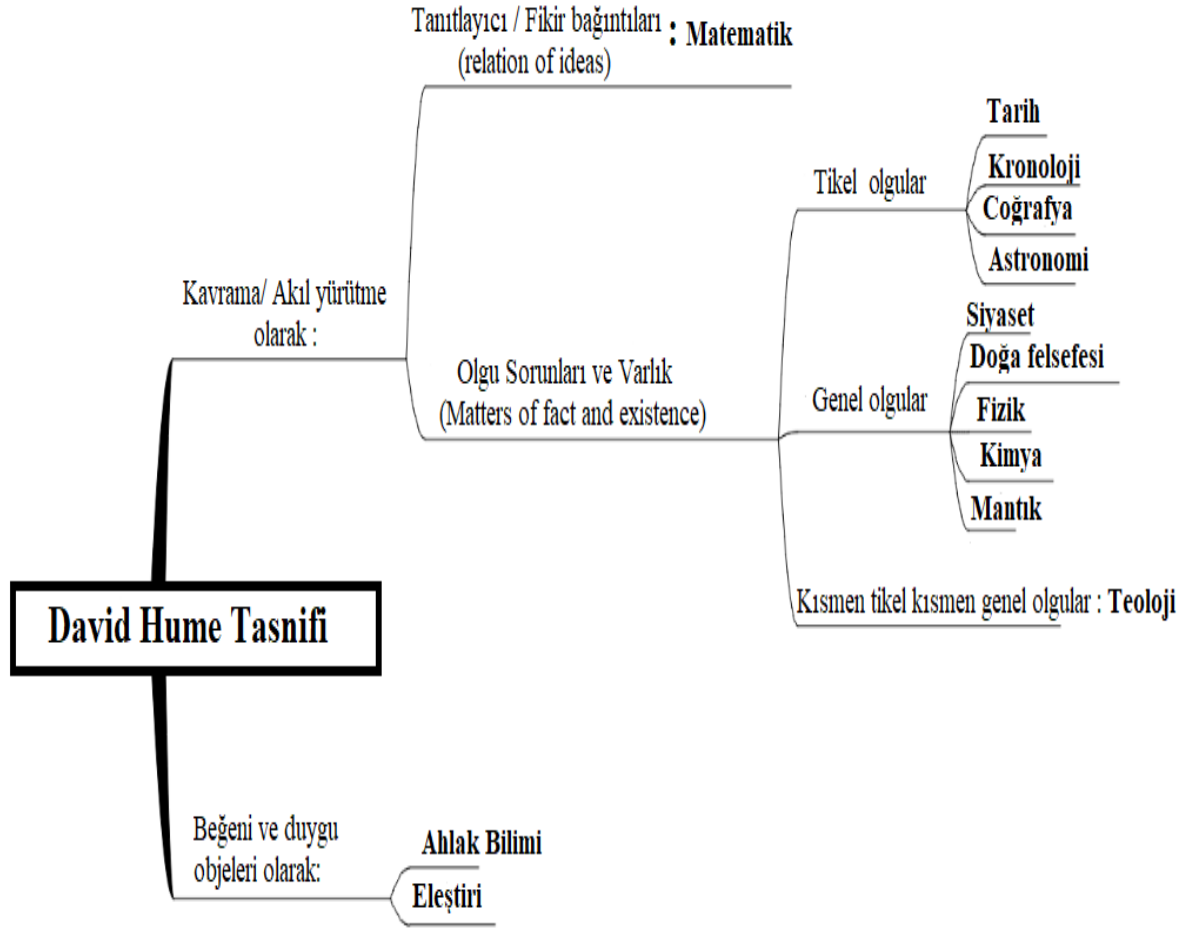 Tanıtlayıcı / Fikir bağıntıları : Matematik
(relation of ideas)
Tarih
Kronoloji
Tikel olgular
Coğrafya
Astronomi
Kavrama/ Akıl yürütme
olarak :
Siyaset
Doğa felsefesi
Olgu Sorunları ve Varlık
(Matters of fact and existence)
Genel olgular
Fizik
Kimya
Mantık
Kısmen tikel kısmen genel olgular : Teoloji
David Hume Tasnifi
Beğeni ve duygu
objeleri olarak:
Ahlak Bilimi
Eleştiri